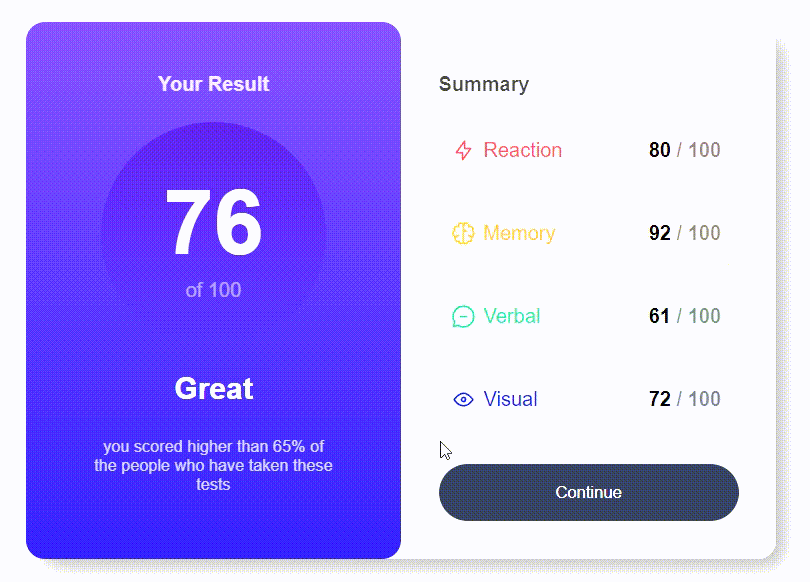 Your Result
76
of 100
Great
you scored higher than 65% of
the people who have taken these
tests
Summary
Reaction 80 / 100
Memory 92 / 100
Verbal 61 / 100
Visual 72 / 100
Continue